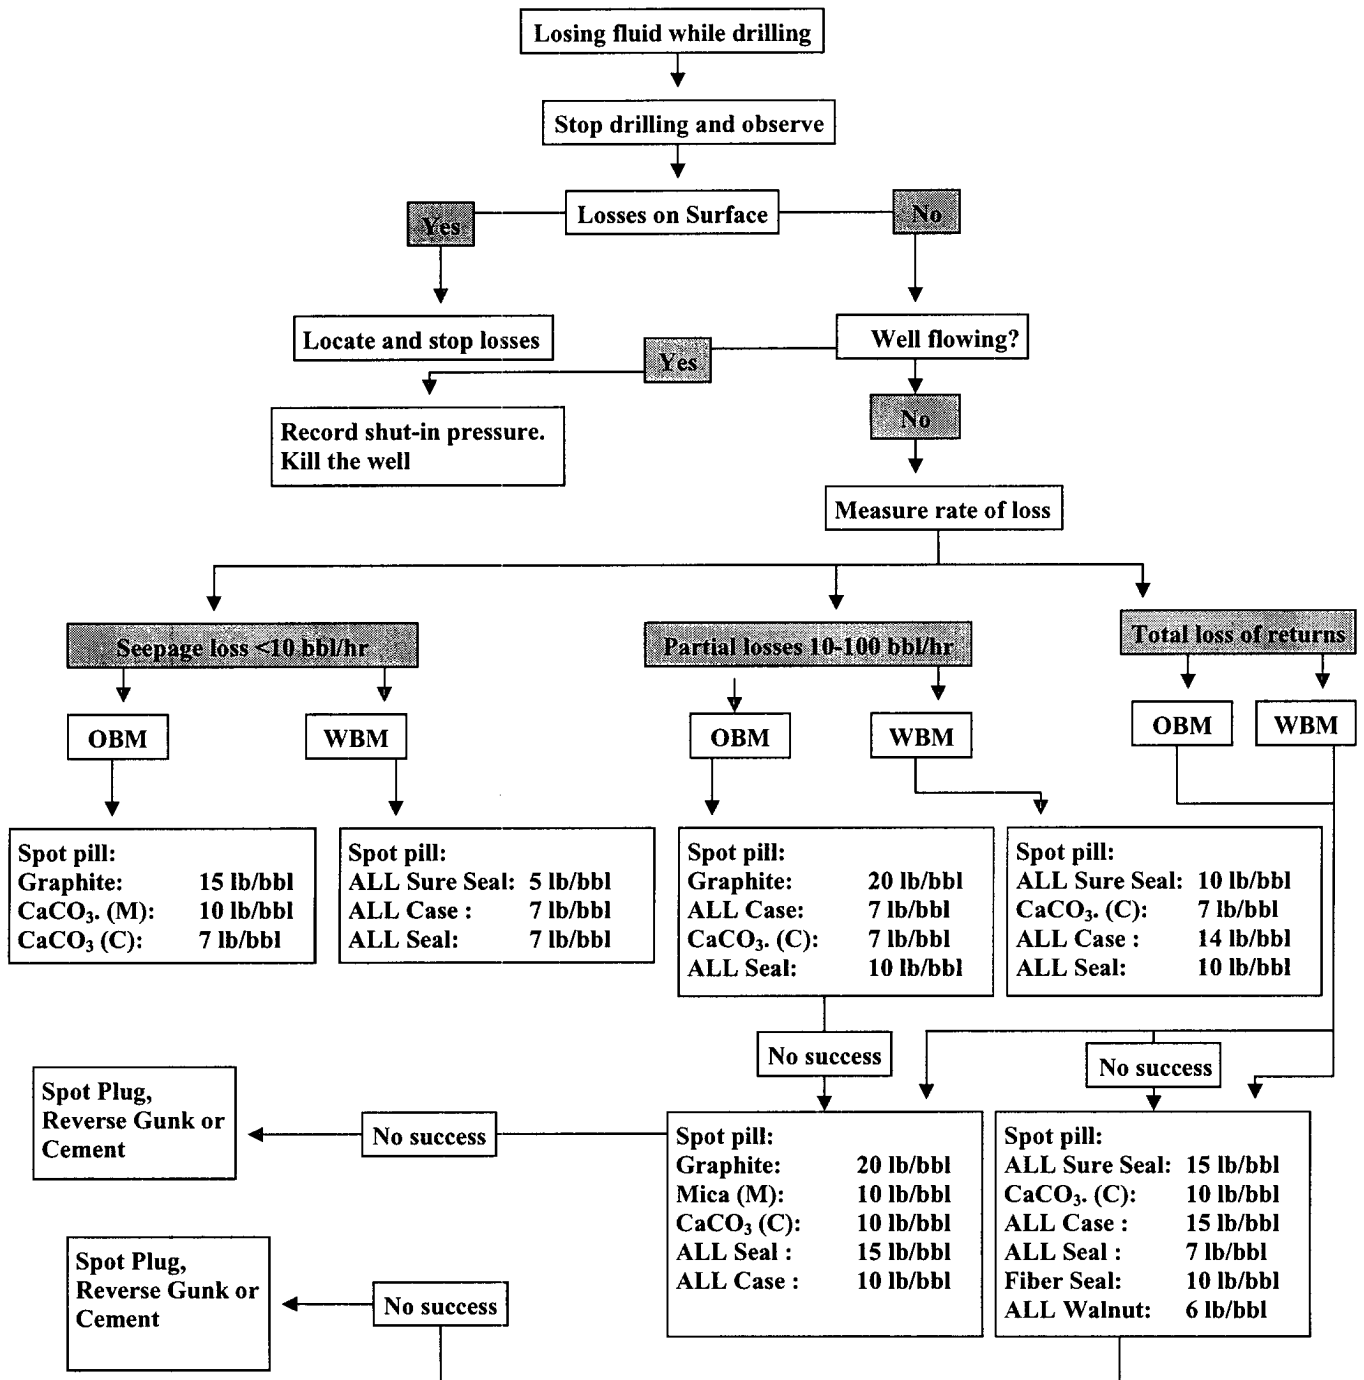 Losing fluid while drilling
Stop drilling and observe
Yes
Losses on Surface
No
Locate and stop losses
Well flowing?
Yes
No
Record shut-in pressure.
Kill the well
Measure rate of loss
Seepage loss <10 bbl/hr
Partial losses 10-100 bbl/hr
Total loss of returns
OBM
WBM
OBM
WBM
OBM
WBM
Spot pill:
Graphite: 15 lb/bbl
CaCO₃. (M): 10 lb/bbl
CaCO₃ (C): 7 lb/bbl
Spot pill:
ALL Sure Seal: 5 lb/bbl
ALL Case : 7 lb/bbl
ALL Seal: 7 lb/bbl
Spot pill:
Graphite: 20 lb/bbl
ALL Case: 7 lb/bbl
CaCO₃. (C): 7 lb/bbl
ALL Seal: 10 lb/bbl
Spot pill:
ALL Sure Seal: 10 lb/bbl
CaCO₃. (C): 7 lb/bbl
ALL Case : 14 lb/bbl
ALL Seal: 10 lb/bbl
No success
No success
Spot Plug,
Reverse Gunk or
Cement
No success
Spot pill:
Graphite: 20 lb/bbl
Mica (M): 10 lb/bbl
CaCO₃ (C): 10 lb/bbl
ALL Seal : 15 lb/bbl
ALL Case : 10 lb/bbl
Spot pill:
ALL Sure Seal: 15 lb/bbl
CaCO₃. (C): 10 lb/bbl
ALL Case : 15 lb/bbl
ALL Seal : 7 lb/bbl
Fiber Seal: 10 lb/bbl
ALL Walnut: 6 lb/bbl
Spot Plug,
Reverse Gunk or
Cement
No success